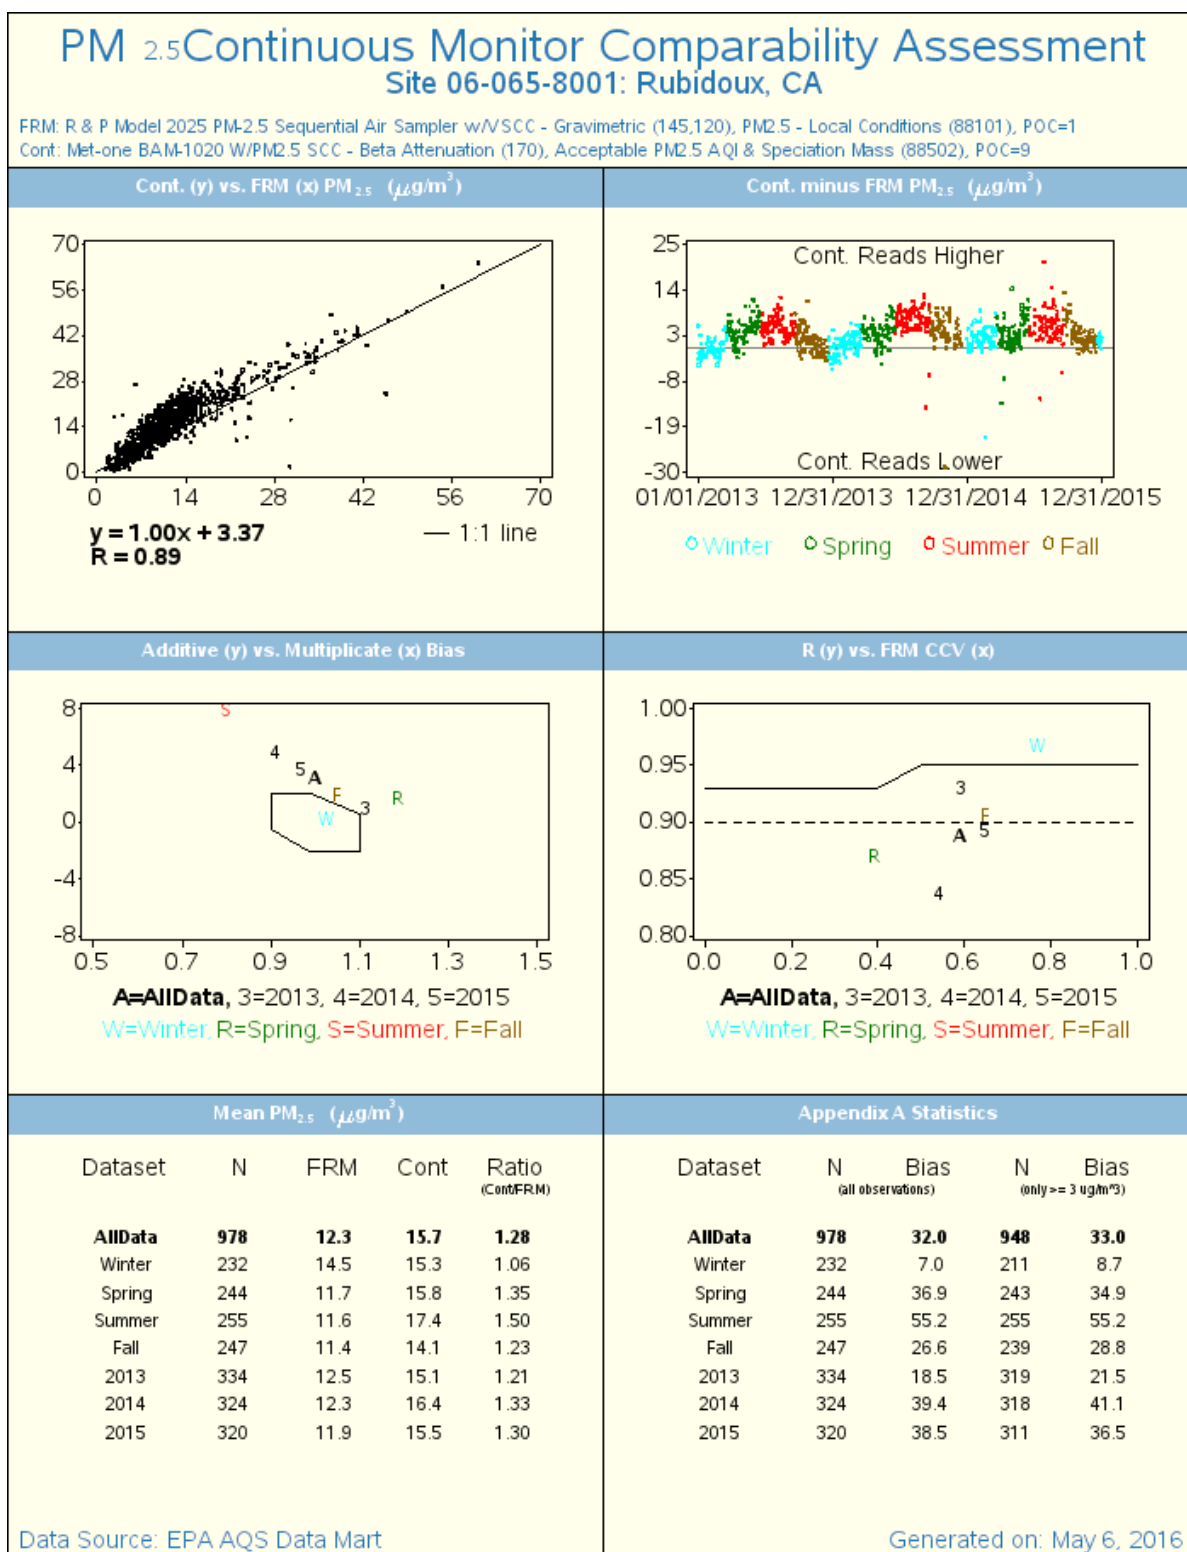 PM 2.5 Continuous Monitor Comparability Assessment
Site 06-065-8001: Rubidoux, CA
FRM: R & P Model 2025 PM-2.5 Sequential Air Sampler w/VSCC - Gravimetric (145,120), PM2.5 - Local Conditions (88101), POC=1
Cont: Met-one BAM-1020 W/PM2.5 SCC - Beta Attenuation (170), Acceptable PM2.5 AQI & Speciation Mass (88502), POC=9
Cont. (y) vs. FRM (x) PM2.5 (μg/m³)
70
56
42
28
14
0
0 14 28 42 56 70
y = 1.00x + 3.37
R = 0.89
— 1:1 line
Cont. minus FRM PM2.5 (μg/m³)
25
14
3
-8
-19
-30
Cont. Reads Higher
Cont. Reads Lower
01/01/2013 12/31/2013 12/31/2014 12/31/2015
Winter Spring Summer Fall
Additive (y) vs. Multiplicate (x) Bias
8
4
0
-4
-8
S
4
5
A
F
3
R
W
0.5 0.7 0.9 1.1 1.3 1.5
A=AllData, 3=2013, 4=2014, 5=2015
W=Winter, R=Spring, S=Summer, F=Fall
R (y) vs. FRM CCV (x)
1.00
0.95
0.90
0.85
0.80
W
3
F
5
A
R
4
0.0 0.2 0.4 0.6 0.8 1.0
A=AllData, 3=2013, 4=2014, 5=2015
W=Winter, R=Spring, S=Summer, F=Fall
Mean PM2.5 (μg/m³)
Dataset N FRM Cont Ratio
(Cont/FRM)
AllData 978 12.3 15.7 1.28
Winter 232 14.5 15.3 1.06
Spring 244 11.7 15.8 1.35
Summer 255 11.6 17.4 1.50
Fall 247 11.4 14.1 1.23
2013 334 12.5 15.1 1.21
2014 324 12.3 16.4 1.33
2015 320 11.9 15.5 1.30
Appendix A Statistics
Dataset N Bias N Bias
(all observations) (only >= 3 ug/m^3)
AllData 978 32.0 948 33.0
Winter 232 7.0 211 8.7
Spring 244 36.9 243 34.9
Summer 255 55.2 255 55.2
Fall 247 26.6 239 28.8
2013 334 18.5 319 21.5
2014 324 39.4 318 41.1
2015 320 38.5 311 36.5
Data Source: EPA AQS Data Mart
Generated on: May 6, 2016